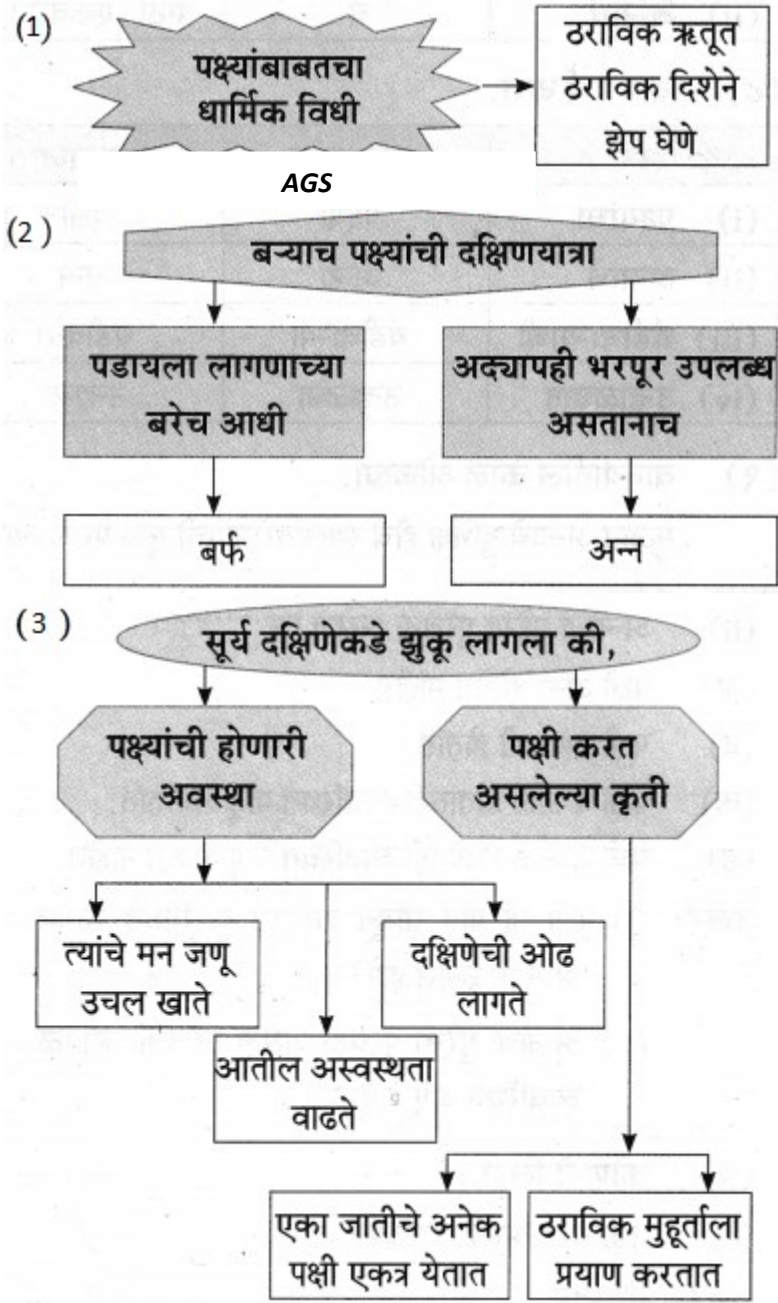 (1)
पक्ष्यांबाबतचा
धार्मिक विधी
ठराविक ऋतूत
ठराविक दिशेने
झेप घेणे
AGS
(2)
बऱ्याच पक्ष्यांची दक्षिणयात्रा
पडायला लागणाच्या
बरेच आधी
अद्यापही भरपूर उपलब्ध
असतानाच
बर्फ
अन्न
(3)
सूर्य दक्षिणेकडे झुकू लागला की,
पक्ष्यांची होणारी
अवस्था
पक्षी करत
असलेल्या कृती
त्यांचे मन जणू
उचल खाते
दक्षिणेची ओढ
लागते
आतील अस्वस्थता
वाढते
एका जातीचे अनेक
पक्षी एकत्र येतात
ठराविक मुहूर्ताला
प्रयाण करतात